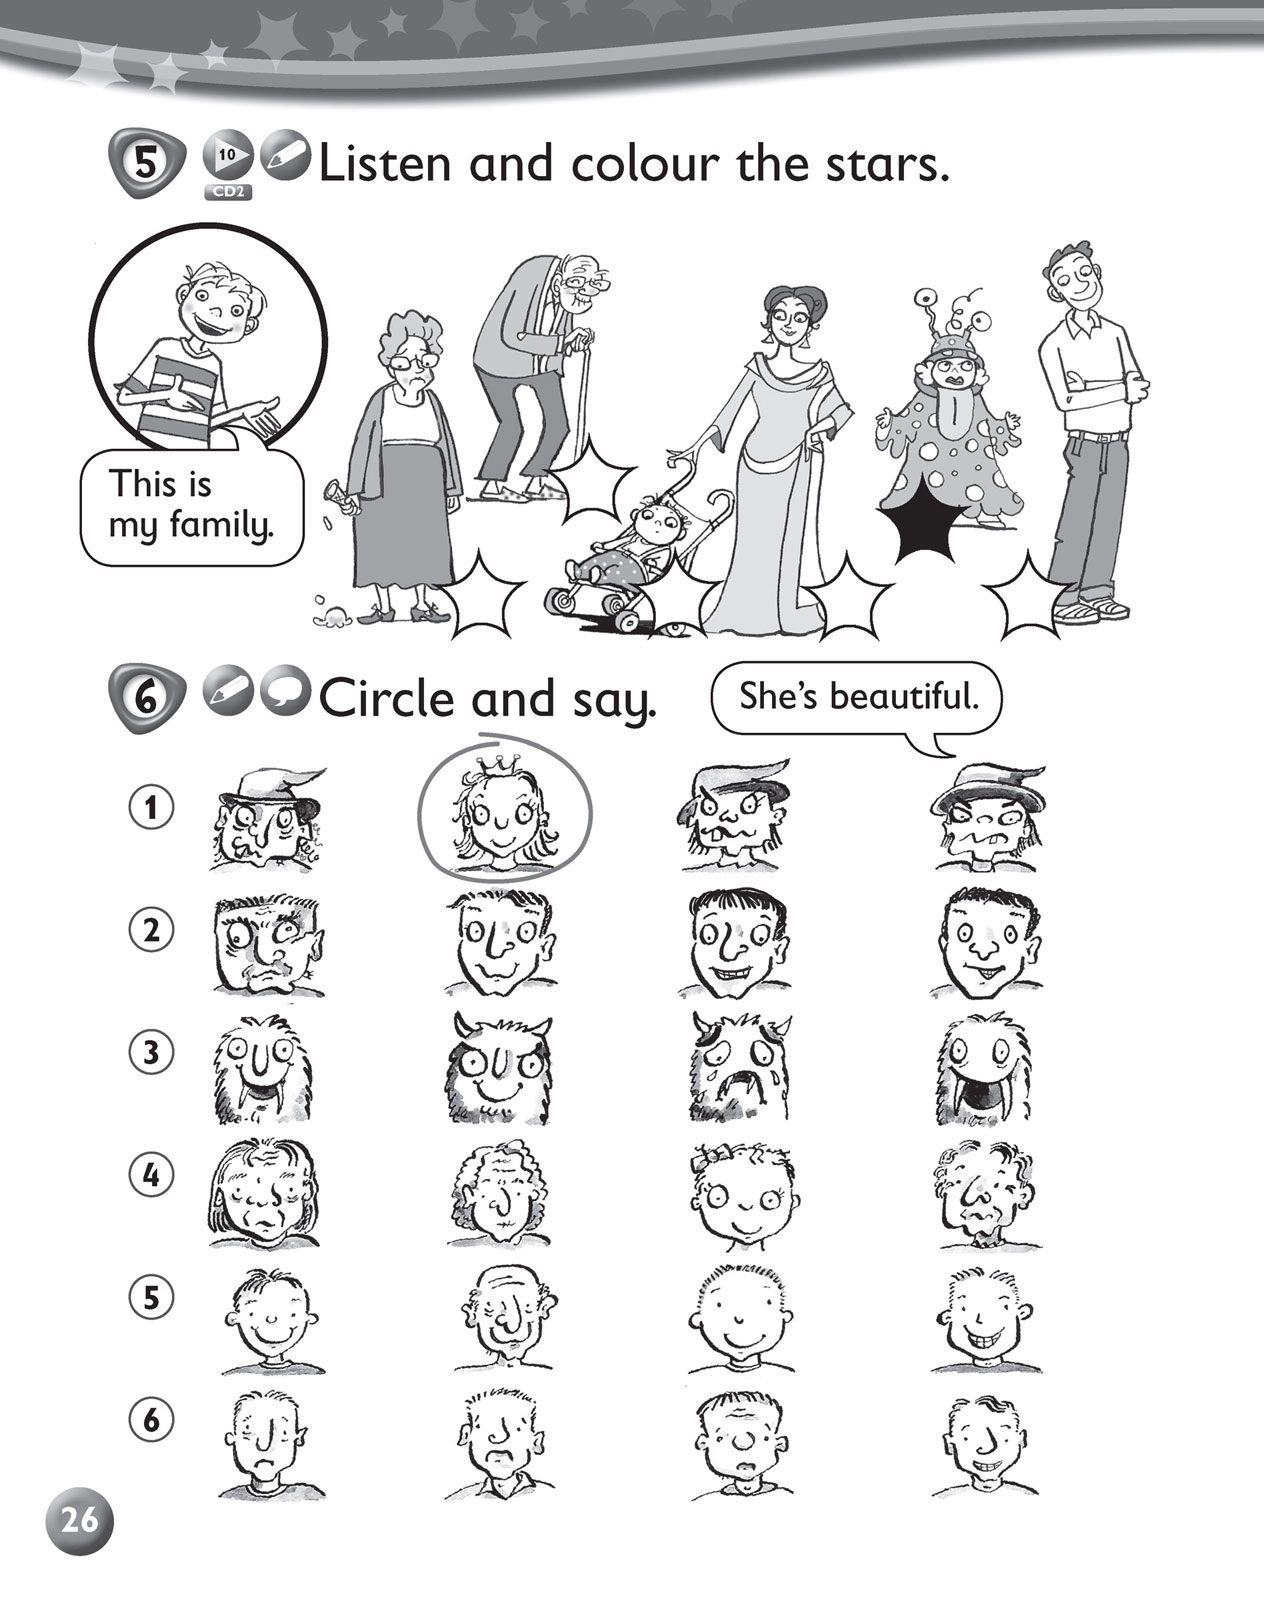 5 10 CD2 Listen and colour the stars.
This is
my family.
6 Circle and say.
She's beautiful.
1
2
3
4
5
6
26